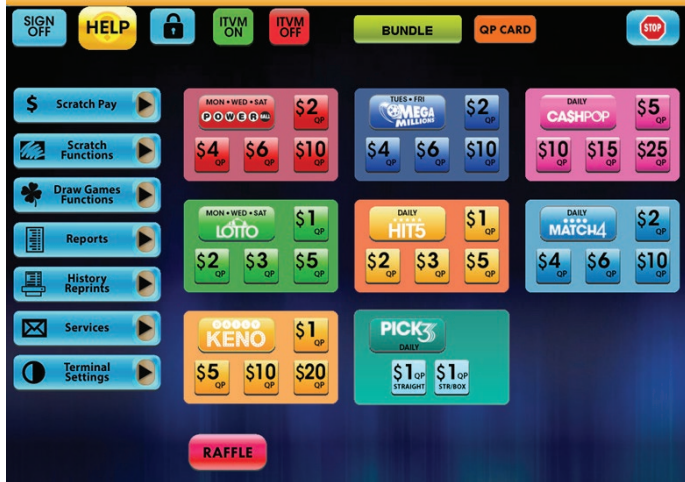 SIGN
OFF
HELP
ITVM
ON
ITVM
OFF
BUNDLE
QP CARD
STOP
$ Scratch Pay
Scratch
Functions
Draw Games
Functions
Reports
History
Reprints
Services
Terminal
Settings
MON • WED • SAT
POWERBALL
$2 QP
$4 QP $6 QP $10 QP
TUES • FRI
MEGA
MILLIONS
$2 QP
$4 QP $6 QP $10 QP
DAILY
CA$HPOP
$5 QP
$10 QP $15 QP $25 QP
MON • WED • SAT
LOTTO
$1 QP
$2 QP $3 QP $5 QP
DAILY
HIT5
$1 QP
$2 QP $3 QP $5 QP
DAILY
MATCH4
$2 QP
$4 QP $6 QP $10 QP
KENO
$1 QP
$5 QP $10 QP $20 QP
PICK3
DAILY
$1 QP $1 QP
STRAIGHT STR/BOX
RAFFLE